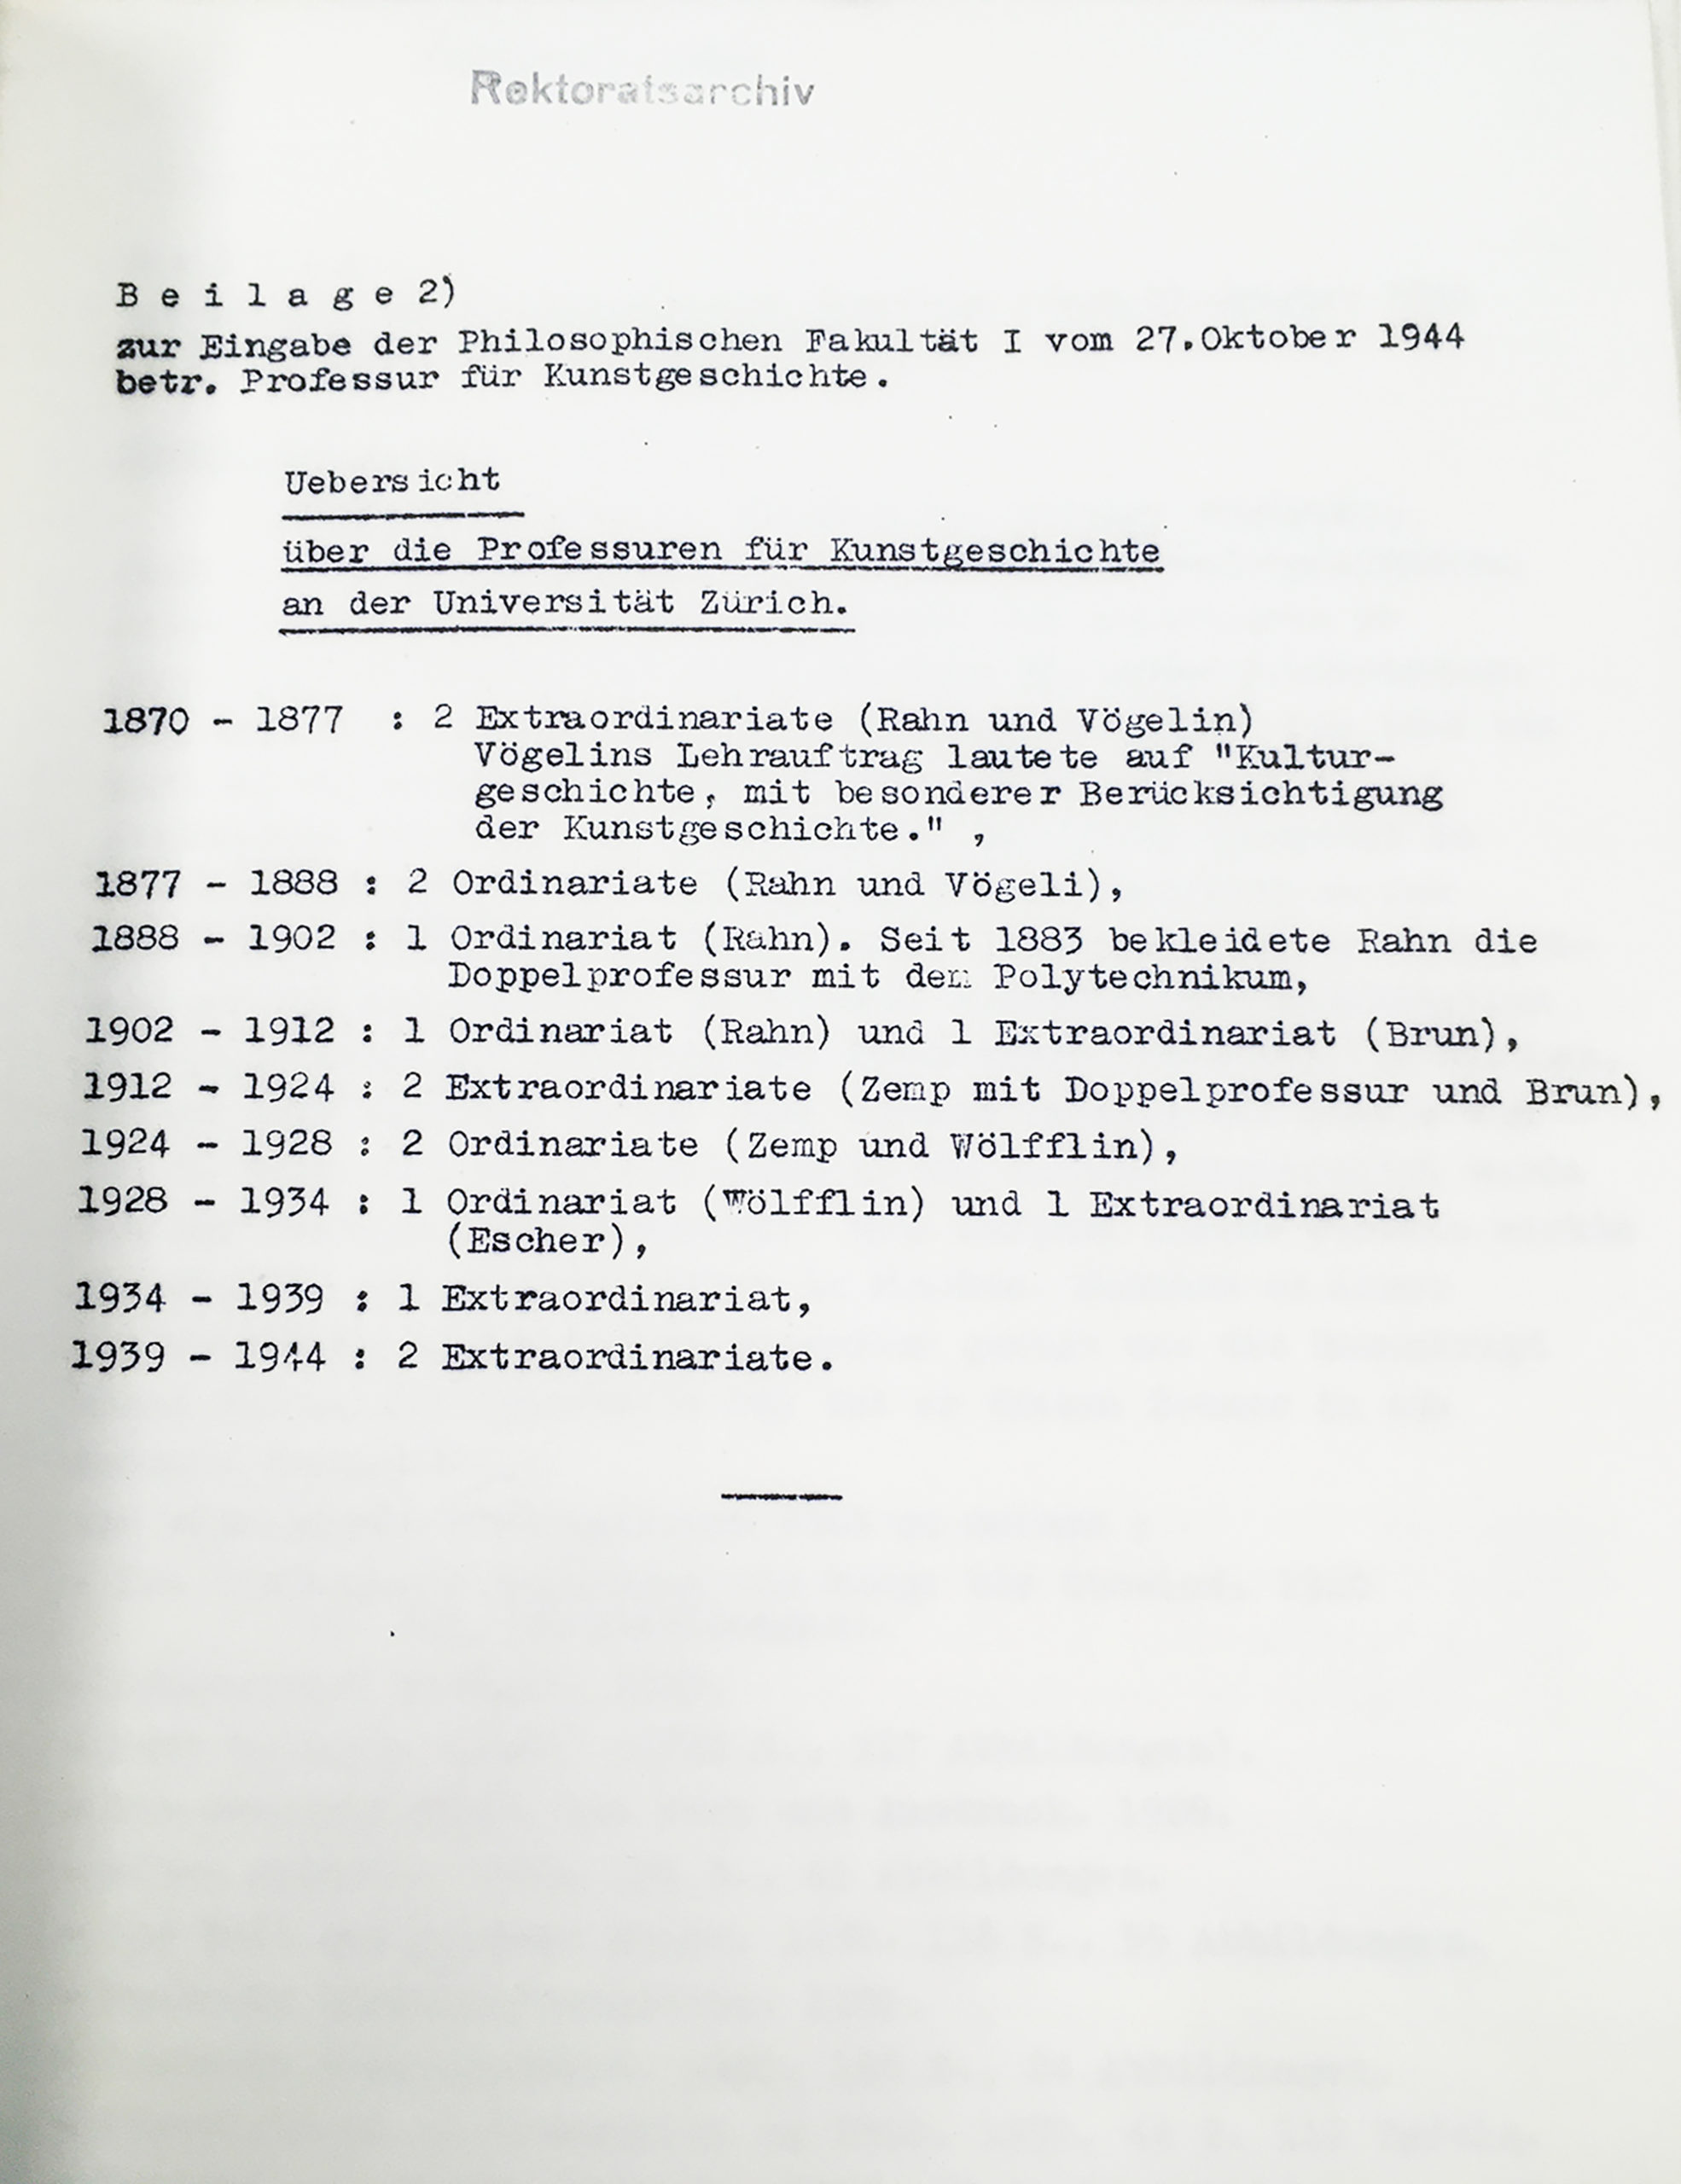 Rektoratsarchiv
B e i l a g e 2)
zur Eingabe der Philosophischen Fakultät I vom 27.Oktober 1944
betr. Professur für Kunstgeschichte.
Uebersicht
über die Professuren für Kunstgeschichte
an der Universität Zürich.
1870 - 1877 : 2 Extraordinariate (Rahn und Vögelin)
Vögelins Lehrauftrag lautete auf "Kultur-
geschichte, mit besonderer Berücksichtigung
der Kunstgeschichte." ,
1877 - 1888 : 2 Ordinariate (Rahn und Vögeli),
1888 - 1902 : 1 Ordinariat (Rahn). Seit 1883 bekleidete Rahn die
Doppelprofessur mit dem Polytechnikum,
1902 - 1912 : 1 Ordinariat (Rahn) und 1 Extraordinariat (Brun),
1912 - 1924 : 2 Extraordinariate (Zemp mit Doppelprofessur und Brun),
1924 - 1928 : 2 Ordinariate (Zemp und Wölfflin),
1928 - 1934 : 1 Ordinariat (Wölfflin) und 1 Extraordinariat
(Escher),
1934 - 1939 : 1 Extraordinariat,
1939 - 1944 : 2 Extraordinariate.